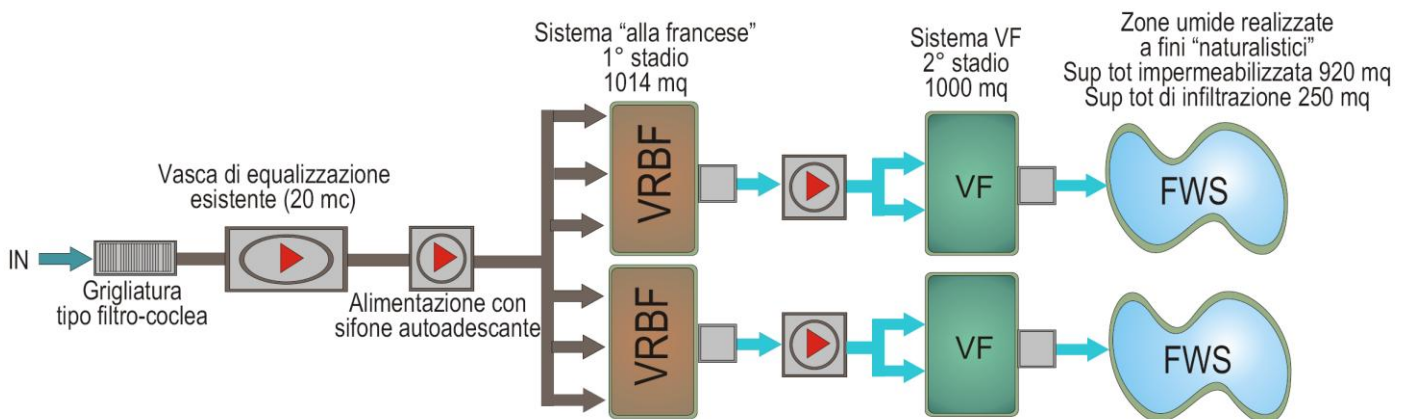 Sistema “alla francese”
1° stadio
1014 mq
Sistema VF
2° stadio
1000 mq
Zone umide realizzate
a fini “naturalistici”
Sup tot impermeabilizzata 920 mq
Sup tot di infiltrazione 250 mq
Vasca di equalizzazione
esistente (20 mc)
IN
Grigliatura
tipo filtro-coclea
Alimentazione con
sifone autoadescante
VRBF
VF
FWS
VRBF
VF
FWS